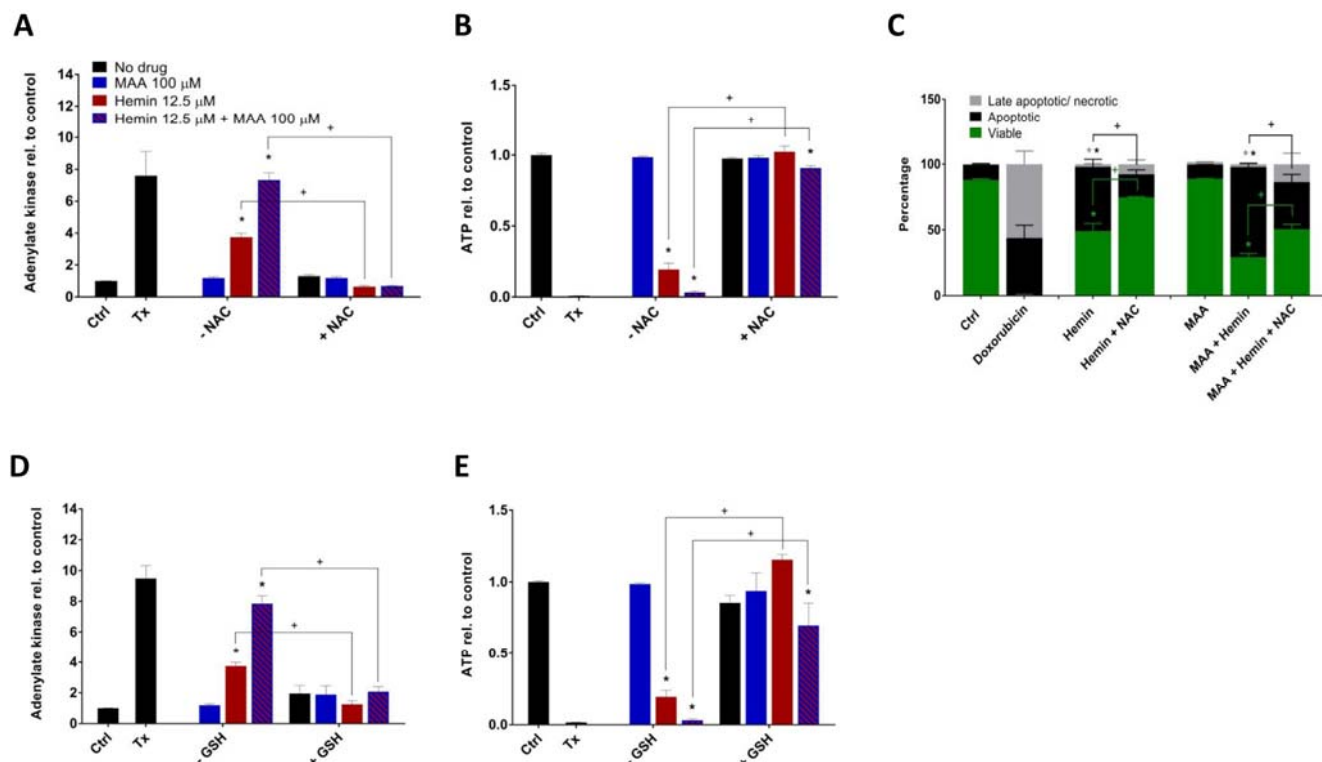 A
Adenylate kinase rel. to control
14
12
10
8
6
4
2
0
No drug
MAA 100 μM
Hemin 12.5 μM
Hemin 12.5 μM + MAA 100 μM
+
+
*
*
Ctrl
Tx
- NAC
+ NAC
B
ATP rel. to control
1.5
1.0
0.5
0.0
+
+
*
*
*
Ctrl
Tx
- NAC
+ NAC
C
Percentage
150
100
50
0
Late apoptotic/ necrotic
Apoptotic
Viable
+
+
+*
+*
+
+
*
*
Ctrl
Doxorubicin
Hemin
Hemin + NAC
MAA
MAA + Hemin
MAA + Hemin + NAC
D
Adenylate kinase rel. to control
14
12
10
8
6
4
2
0
+
+
*
*
Ctrl
Tx
- GSH
+ GSH
E
ATP rel. to control
1.5
1.0
0.5
0.0
+
+
*
*
*
Ctrl
Tx
- GSH
+ GSH